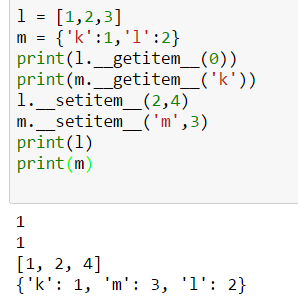 l = [1,2,3]
m = {'k':1,'l':2}
print(l.__getitem__(0))
print(m.__getitem__('k'))
l.__setitem__(2,4)
m.__setitem__('m',3)
print(l)
print(m)
1
1
[1, 2, 4]
{'k': 1, 'm': 3, 'l': 2}